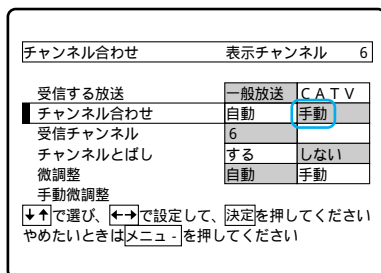 チャンネル合わせ 表示チャンネル 6
受信する放送 一般放送 CATV
チャンネル合わせ 自動 手動
受信チャンネル 6
チャンネルとばし する しない
微調整 自動 手動
手動微調整
↓↑で選び、←→で設定して、決定を押してください
やめたいときはメニュ-を押してください